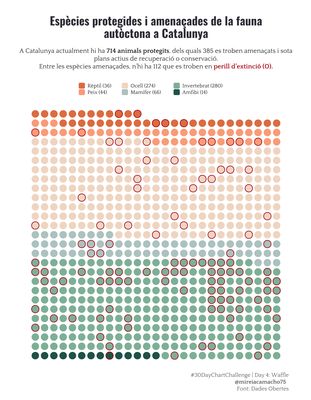 Espècies protegides i amenaçades de la fauna
autòctona a Catalunya
A Catalunya actualment hi ha 714 animals protegits, dels quals 385 es troben amenaçats i sota
plans actius de recuperació o conservació.
Entre les espècies amenaçades, n'hi ha 112 que es troben en perill d'extinció (O).
Rèptil (36) Ocell (274) Invertebrat (280)
Peix (44) Mamífer (66) Amfibi (14)
#30DayChartChallenge | Day 4: Waffle
@mireiacamacho75
Font: Dades Obertes